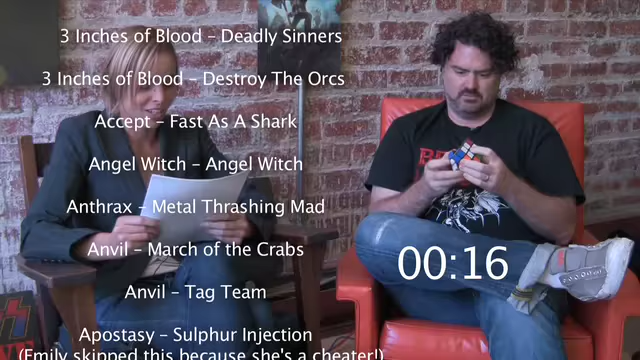 3 Inches of Blood – Deadly Sinners
3 Inches of Blood – Destroy The Orcs
Accept – Fast As A Shark
Angel Witch – Angel Witch
Anthrax – Metal Thrashing Mad
Anvil – March of the Crabs
Anvil – Tag Team
Apostasy – Sulphur Injection
(Emily skipped this because she's a cheater!)
00:16